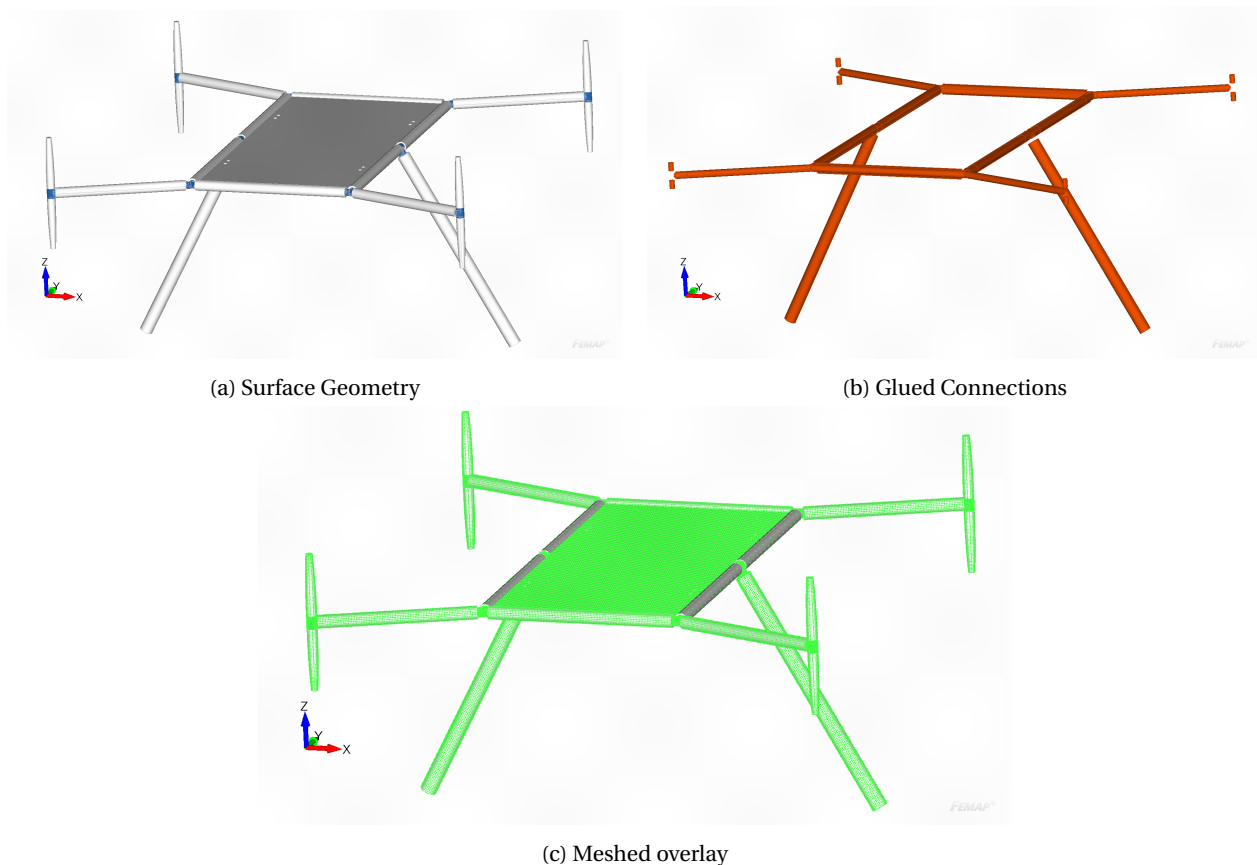 Z
Y
X
FEMAP
(a) Surface Geometry
Z
Y
X
FEMAP
(b) Glued Connections
Z
Y
X
FEMAP
(c) Meshed overlay